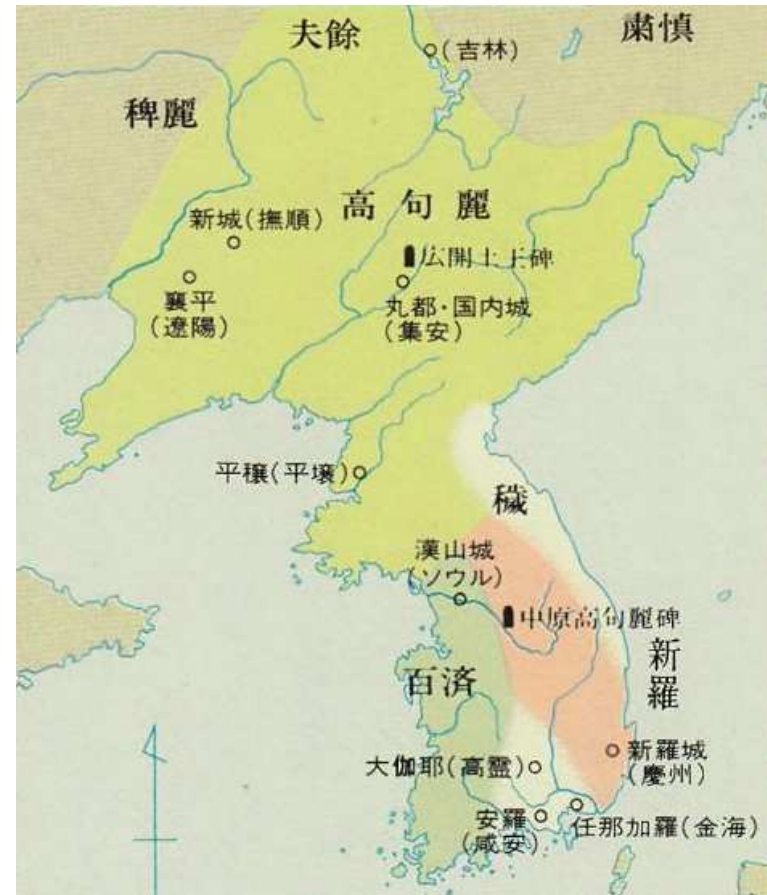 夫餘
(吉林)
粛慎
稗麗
高句麗
新城(撫順)
広開土王碑
襄平
(遼陽)
丸都・国内城
(集安)
平穰(平壌)
穢
漢山城
(ソウル)
中原高句麗碑
新羅
百済
新羅城
(慶州)
大伽耶(高霊)
安羅
(咸安)
任那加羅(金海)